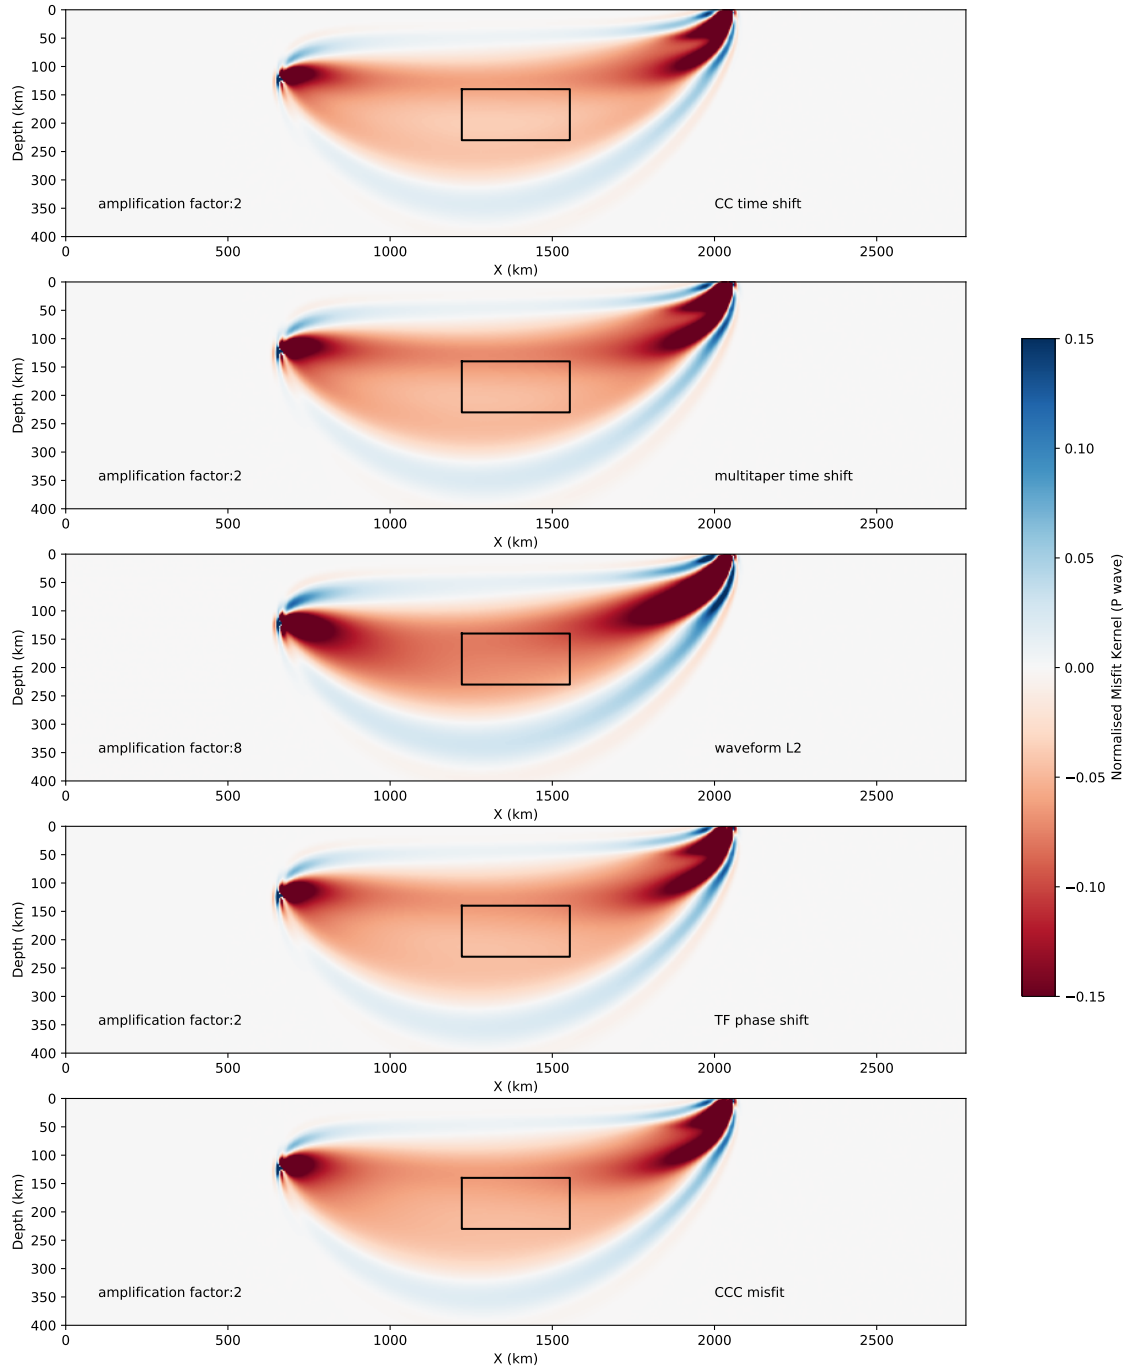 0
50
100
150
200
250
300
350
400
Depth (km)
amplification factor:2
CC time shift
0 500 1000 1500 2000 2500
X (km)
0
50
100
150
200
250
300
350
400
Depth (km)
amplification factor:2
multitaper time shift
0 500 1000 1500 2000 2500
X (km)
0
50
100
150
200
250
300
350
400
Depth (km)
amplification factor:8
waveform L2
0 500 1000 1500 2000 2500
X (km)
0
50
100
150
200
250
300
350
400
Depth (km)
amplification factor:2
TF phase shift
0 500 1000 1500 2000 2500
X (km)
0
50
100
150
200
250
300
350
400
Depth (km)
amplification factor:2
CCC misfit
0 500 1000 1500 2000 2500
X (km)
0.15
0.10
0.05
0.00
−0.05
−0.10
−0.15
Normalised Misfit Kernel (P wave)